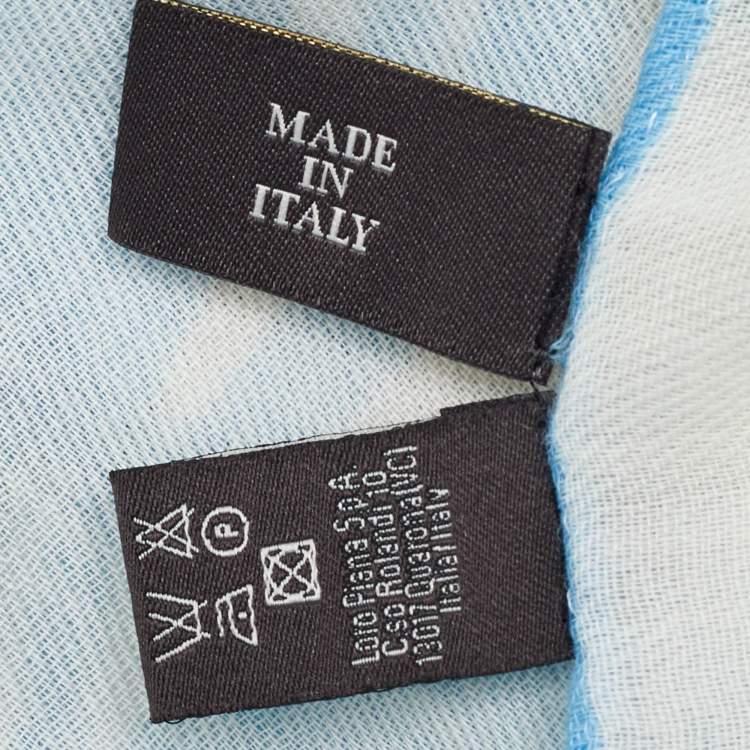 MADE
IN
ITALY
P
Loro Piana S.p.A.
C.so Rolandi 10
13017 Quarona(VC)
Italia/Italy